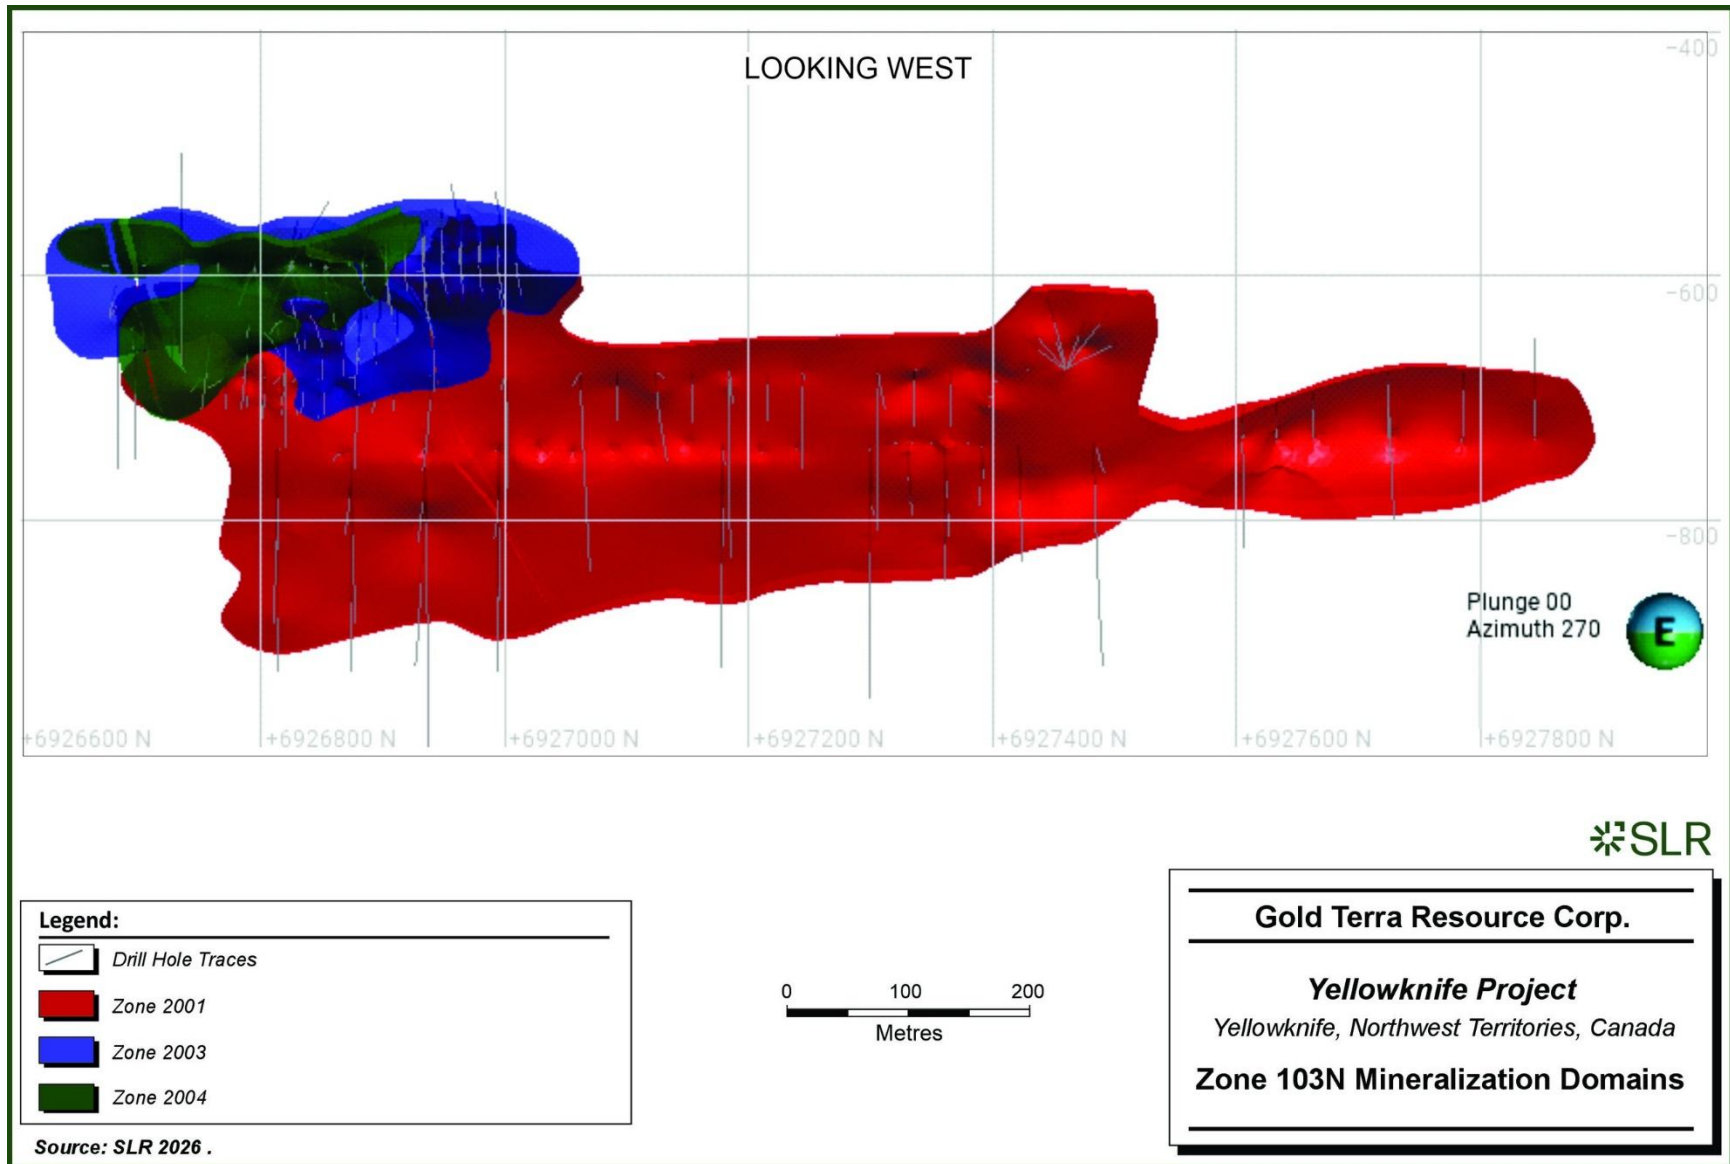 LOOKING WEST
-400
-600
-800
Plunge 00
Azimuth 270
E
+6926600 N
+6926800 N
+6927000 N
+6927200 N
+6927400 N
+6927600 N
+6927800 N
SLR
Legend:
Drill Hole Traces
Zone 2001
Zone 2003
Zone 2004
Source: SLR 2026 .
0 100 200
Metres
Gold Terra Resource Corp.
Yellowknife Project
Yellowknife, Northwest Territories, Canada
Zone 103N Mineralization Domains